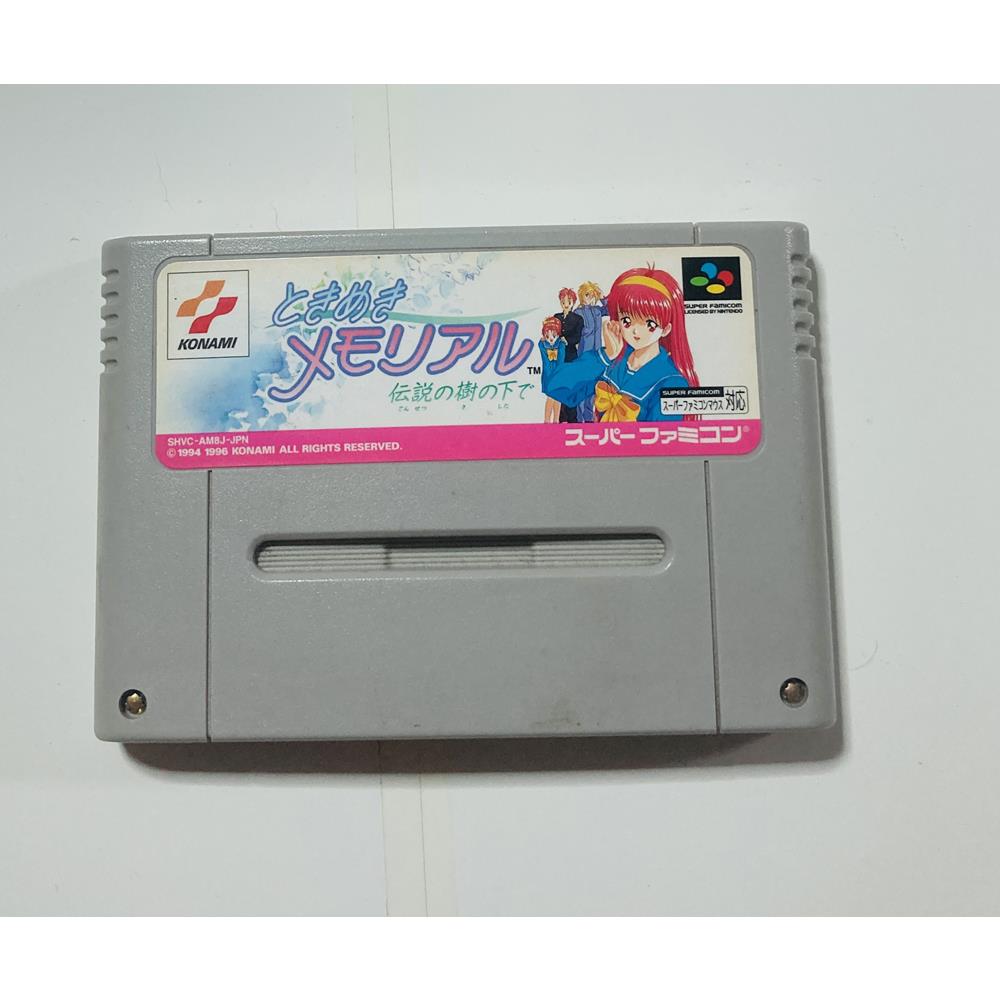 KONAMI
ときめき
メモリアル™
伝説の樹の下で
でんせつ き した
SUPER FAMICOM
LICENSED BY NINTENDO
SUPER FAMICOM
スーパーファミコンマウス 対応
SHVC-AM8J-JPN
© 1994 1996 KONAMI ALL RIGHTS RESERVED.
スーパーファミコン®